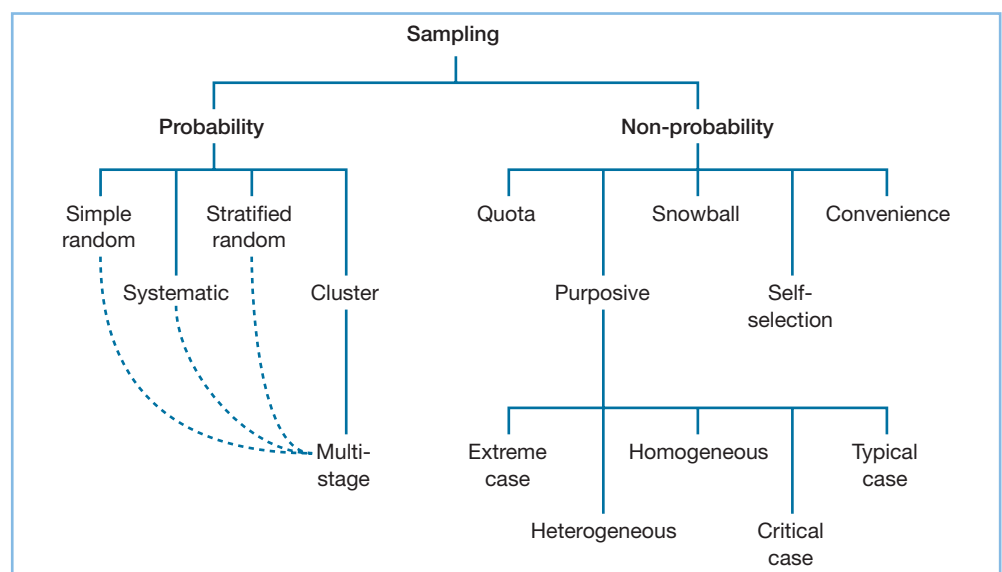 Sampling
Probability
Non-probability
Simple
random
Stratified
random
Quota
Snowball
Convenience
Systematic
Cluster
Purposive
Self-
selection
Multi-
stage
Extreme
case
Homogeneous
Typical
case
Heterogeneous
Critical
case